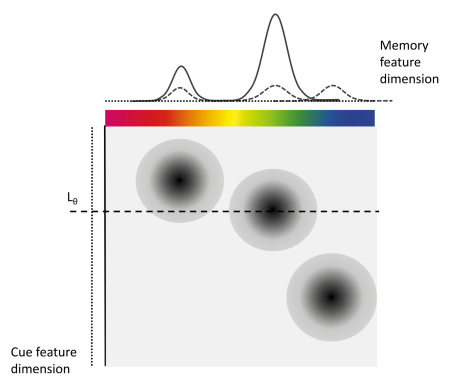 Memory
feature
dimension
Lθ
Cue feature
dimension